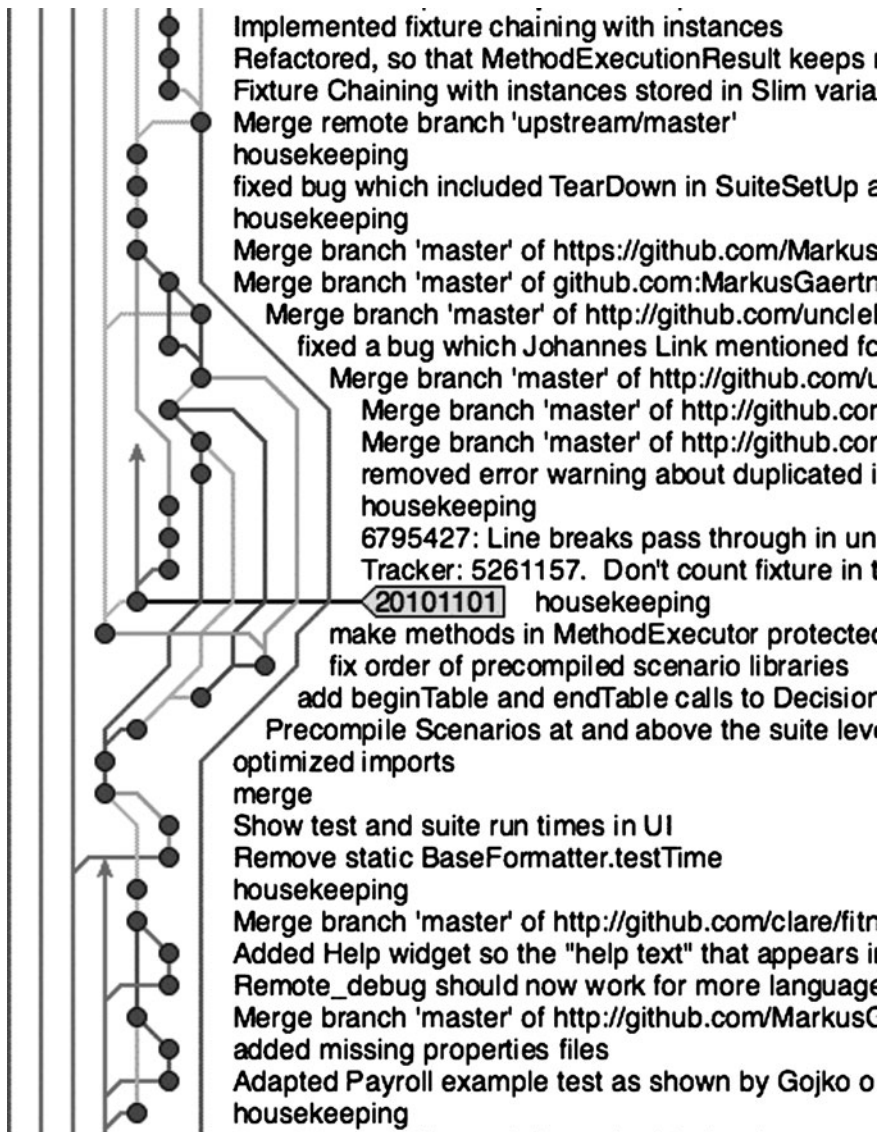 Implemented fixture chaining with instances
Refactored, so that MethodExecutionResult keeps
Fixture Chaining with instances stored in Slim
Merge remote branch 'upstream/master'
housekeeping
fixed bug which included TearDown in SuiteSetUp
housekeeping
Merge branch 'master' of https://github.com/Markus
Merge branch 'master' of github.com:MarkusGaertn
Merge branch 'master' of http://github.com/uncle
fixed a bug which Johannes Link mentioned
Merge branch 'master' of http://github.com/u
Merge branch 'master' of http://github.com
Merge branch 'master' of http://github.com
removed error warning about duplicated
housekeeping
6795427: Line breaks pass through in un
Tracker: 5261157. Don't count fixture in
20101101 housekeeping
make methods in MethodExecutor protected
fix order of precompiled scenario libraries
add beginTable and endTable calls to Decision
Precompile Scenarios at and above the suite
optimized imports
merge
Show test and suite run times in UI
Remove static BaseFormatter.testTime
housekeeping
Merge branch 'master' of http://github.com/clare/fitn
Added Help widget so the "help text" that appears
Remote_debug should now work for more language
Merge branch 'master' of http://github.com/MarkusG
added missing properties files
Adapted Payroll example test as shown by Gojko o
housekeeping